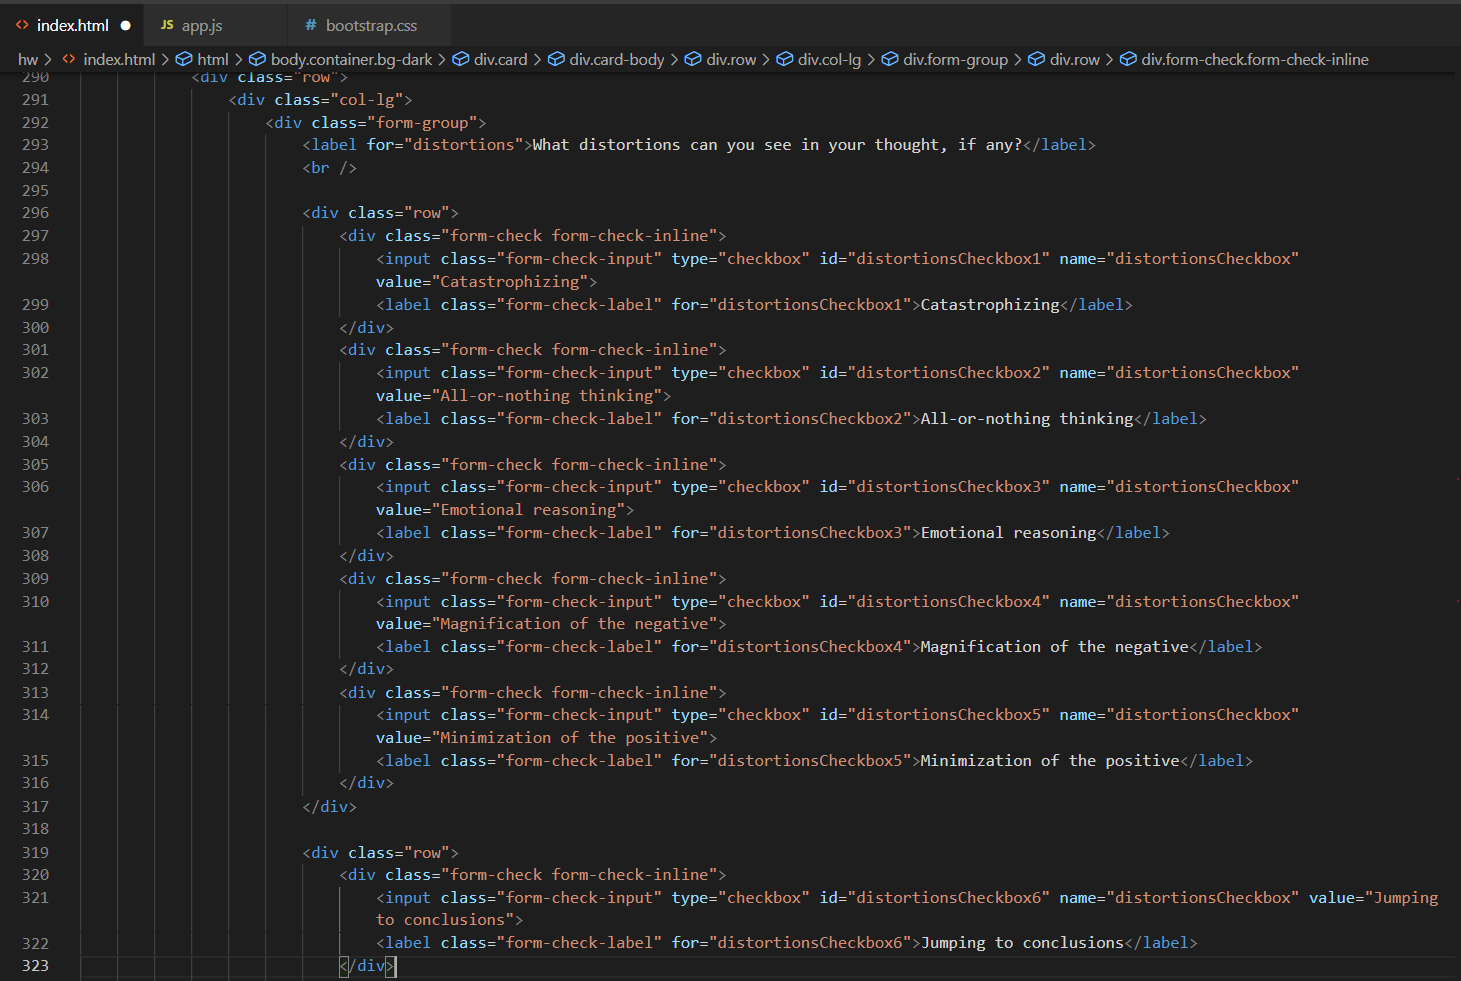 <> index.html ●
JS app.js
# bootstrap.css
hw > <> index.html > html > body.container.bg-dark > div.card > div.card-body > div.row > div.col-lg > div.form-group > div.row > div.form-check.form-check-inline
290 <div class="row">
291 <div class="col-lg">
292 <div class="form-group">
293 <label for="distortions">What distortions can you see in your thought, if any?</label>
294 <br />
295
296 <div class="row">
297 <div class="form-check form-check-inline">
298 <input class="form-check-input" type="checkbox" id="distortionsCheckbox1" name="distortionsCheckbox"
value="Catastrophizing">
299 <label class="form-check-label" for="distortionsCheckbox1">Catastrophizing</label>
300 </div>
301 <div class="form-check form-check-inline">
302 <input class="form-check-input" type="checkbox" id="distortionsCheckbox2" name="distortionsCheckbox"
value="All-or-nothing thinking">
303 <label class="form-check-label" for="distortionsCheckbox2">All-or-nothing thinking</label>
304 </div>
305 <div class="form-check form-check-inline">
306 <input class="form-check-input" type="checkbox" id="distortionsCheckbox3" name="distortionsCheckbox"
value="Emotional reasoning">
307 <label class="form-check-label" for="distortionsCheckbox3">Emotional reasoning</label>
308 </div>
309 <div class="form-check form-check-inline">
310 <input class="form-check-input" type="checkbox" id="distortionsCheckbox4" name="distortionsCheckbox"
value="Magnification of the negative">
311 <label class="form-check-label" for="distortionsCheckbox4">Magnification of the negative</label>
312 </div>
313 <div class="form-check form-check-inline">
314 <input class="form-check-input" type="checkbox" id="distortionsCheckbox5" name="distortionsCheckbox"
value="Minimization of the positive">
315 <label class="form-check-label" for="distortionsCheckbox5">Minimization of the positive</label>
316 </div>
317 </div>
318
319 <div class="row">
320 <div class="form-check form-check-inline">
321 <input class="form-check-input" type="checkbox" id="distortionsCheckbox6" name="distortionsCheckbox" value="Jumping
to conclusions">
322 <label class="form-check-label" for="distortionsCheckbox6">Jumping to conclusions</label>
323 </div>